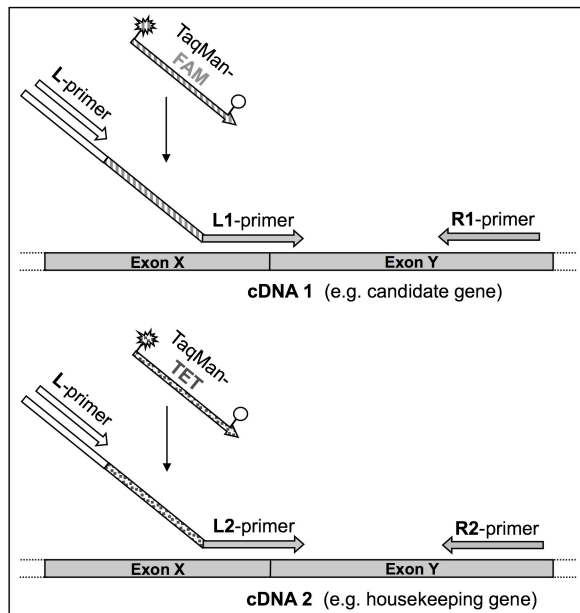 TaqMan-
FAM
L-primer
L1-primer
R1-primer
Exon X
Exon Y
cDNA 1 (e.g. candidate gene)
TaqMan-
TET
L-primer
L2-primer
R2-primer
Exon X
Exon Y
cDNA 2 (e.g. housekeeping gene)